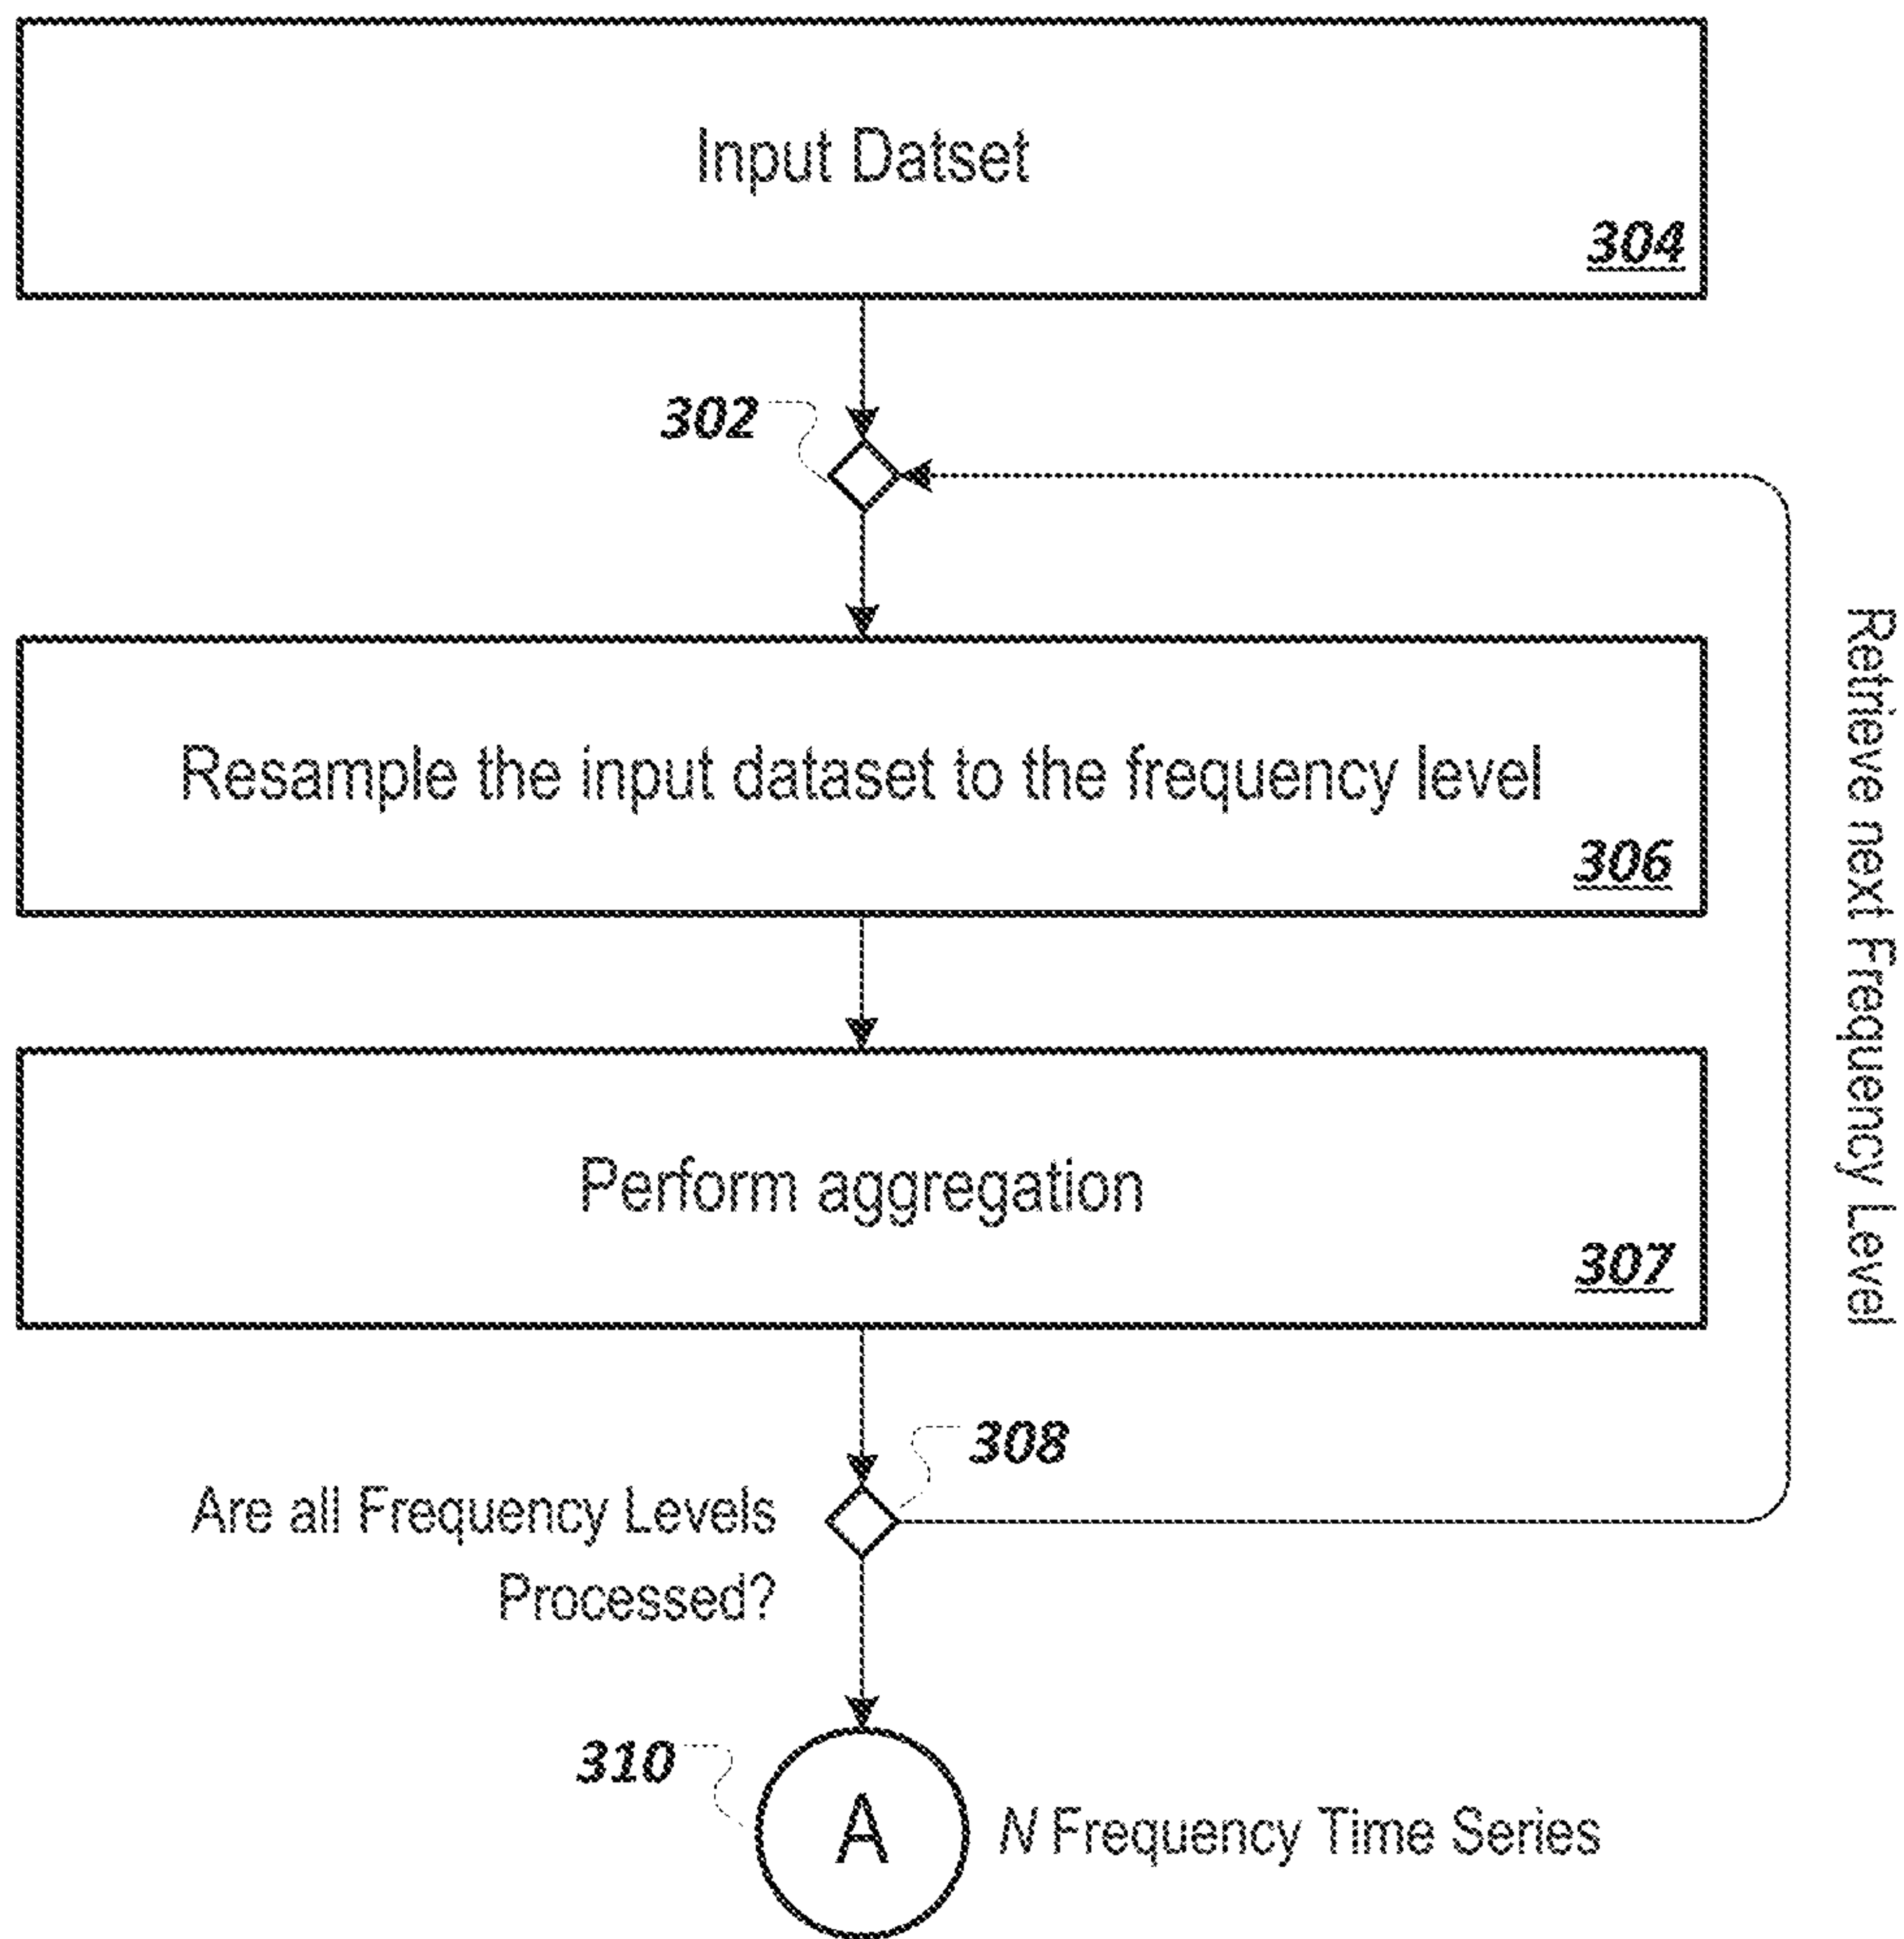 Input Datset
304
302
Resample the input dataset to the frequency level
306
Retrieve next Frequency Level
Perform aggregation
307
308
Are all Frequency Levels
Processed?
310
A
N Frequency Time Series